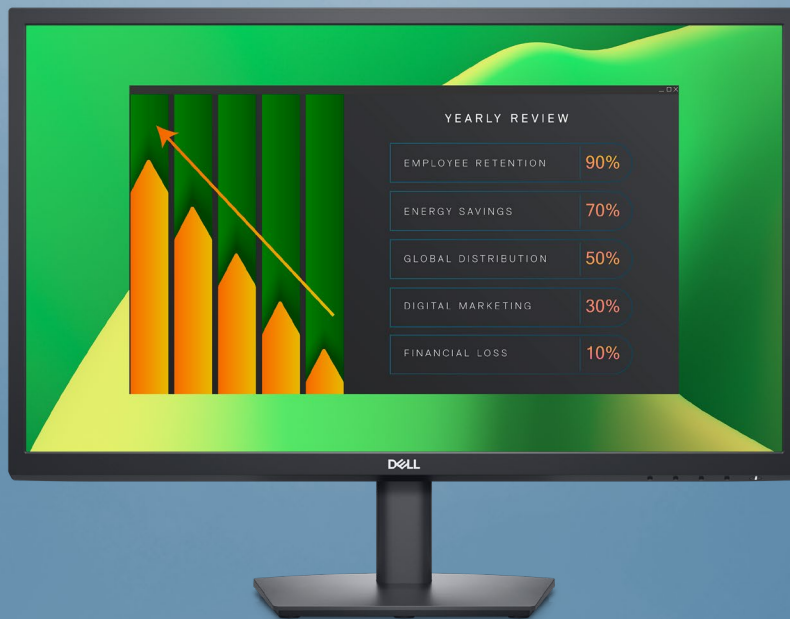 YEARLY REVIEW
EMPLOYEE RETENTION 90%
ENERGY SAVINGS 70%
GLOBAL DISTRIBUTION 50%
DIGITAL MARKETING 30%
FINANCIAL LOSS 10%
DELL